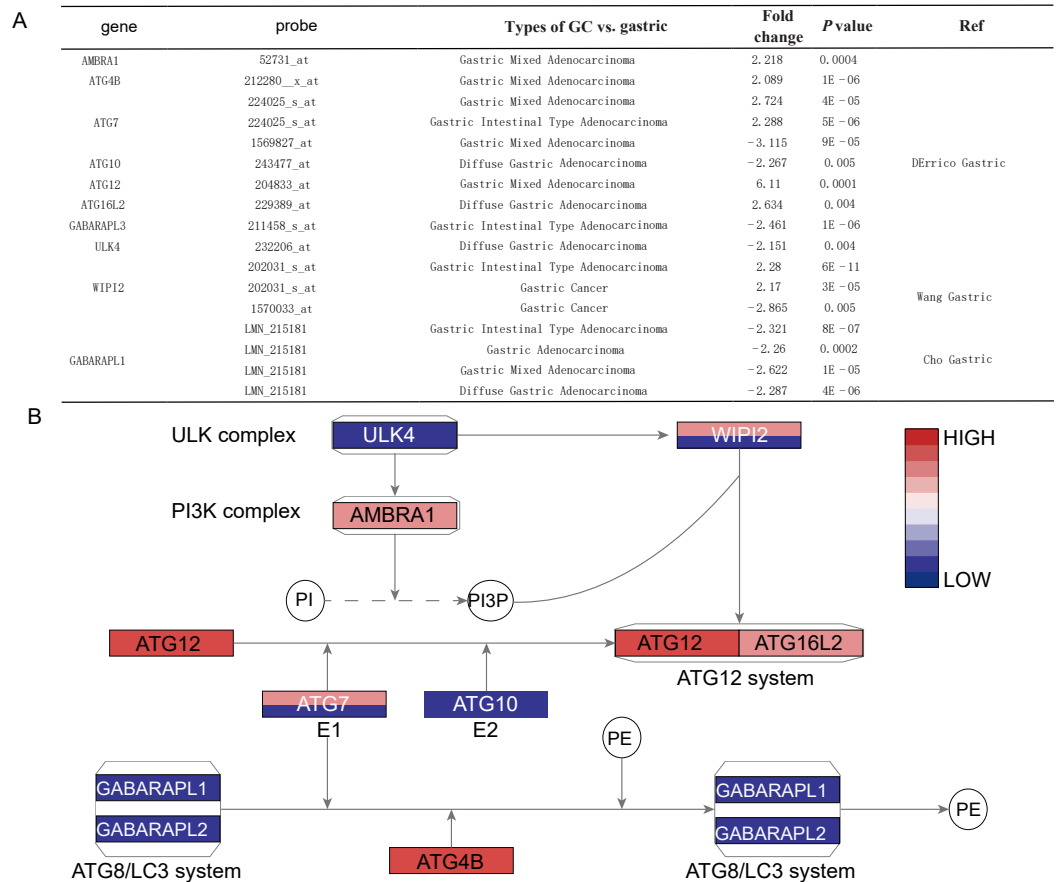 A
gene probe Types of GC vs. gastric Fold change P value Ref
AMBRA1 52731_at Gastric Mixed Adenocarcinoma 2.218 0.0004
ATG4B 212280__x_at Gastric Mixed Adenocarcinoma 2.089 1E-06
224025_s_at Gastric Mixed Adenocarcinoma 2.724 4E-05
ATG7 224025_s_at Gastric Intestinal Type Adenocarcinoma 2.288 5E-06
1569827_at Gastric Mixed Adenocarcinoma -3.115 9E-05
ATG10 243477_at Diffuse Gastric Adenocarcinoma -2.267 0.005 DErrico Gastric
ATG12 204833_at Gastric Mixed Adenocarcinoma 6.11 0.0001
ATG16L2 229389_at Diffuse Gastric Adenocarcinoma 2.634 0.004
GABARAPL3 211458_s_at Gastric Intestinal Type Adenocarcinoma -2.461 1E-06
ULK4 232206_at Diffuse Gastric Adenocarcinoma -2.151 0.004
202031_s_at Gastric Intestinal Type Adenocarcinoma 2.28 6E-11
WIPI2 202031_s_at Gastric Cancer 2.17 3E-05
Wang Gastric
1570033_at Gastric Cancer -2.865 0.005
LMN_215181 Gastric Intestinal Type Adenocarcinoma -2.321 8E-07
LMN_215181 Gastric Adenocarcinoma -2.26 0.0002
GABARAPL1 Cho Gastric
LMN_215181 Gastric Mixed Adenocarcinoma -2.622 1E-05
LMN_215181 Diffuse Gastric Adenocarcinoma -2.287 4E-06
B
ULK complex ULK4 WIPI2 HIGH
PI3K complex AMBRA1
LOW
PI PI3P
ATG12 ATG12 ATG16L2
ATG12 system
ATG7 ATG10
E1 E2
PE
GABARAPL1 GABARAPL1
PE
GABARAPL2 GABARAPL2
ATG8/LC3 system ATG4B ATG8/LC3 system